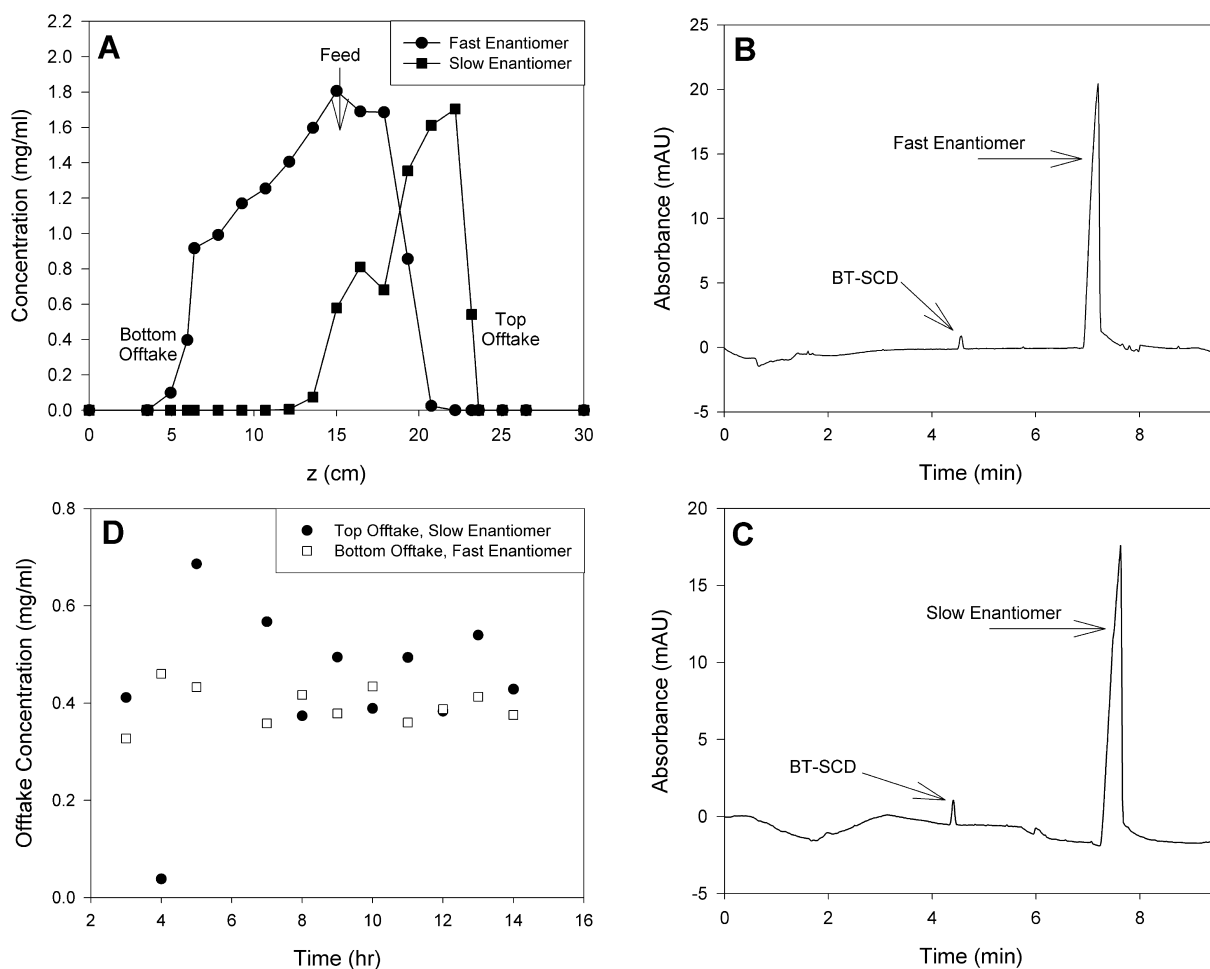 A
Feed
Fast Enantiomer
Slow Enantiomer
Bottom
Offtake
Top
Offtake
2.2
2.0
1.8
1.6
1.4
1.2
1.0
0.8
0.6
0.4
0.2
0.0
Concentration (mg/ml)
0 5 10 15 20 25 30
z (cm)
B
Fast Enantiomer
BT-SCD
25
20
15
10
5
0
-5
Absorbance (mAU)
0 2 4 6 8
Time (min)
D
Top Offtake, Slow Enantiomer
Bottom Offtake, Fast Enantiomer
0.8
0.6
0.4
0.2
0.0
Offtake Concentration (mg/ml)
2 4 6 8 10 12 14 16
Time (hr)
C
Slow Enantiomer
BT-SCD
20
15
10
5
0
-5
Absorbance (mAU)
0 2 4 6 8
Time (min)